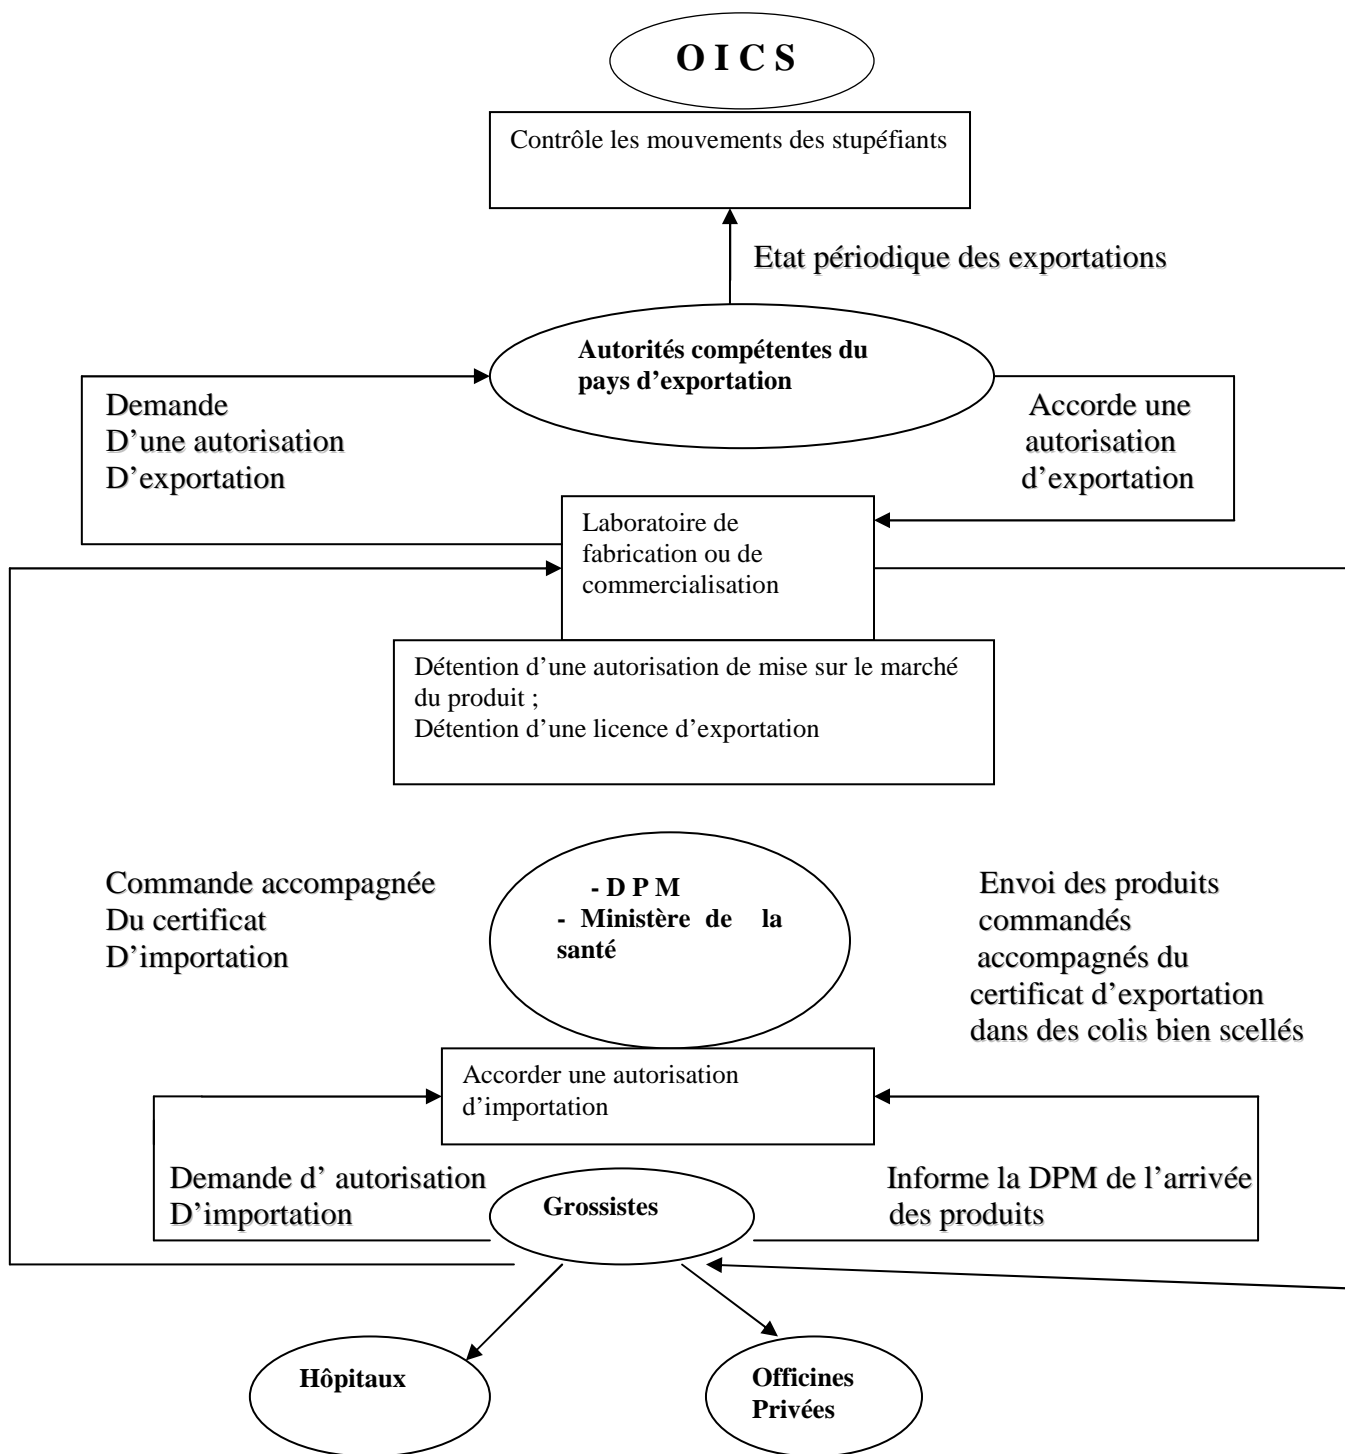 O I C S
Contrôle les mouvements des stupéfiants
Etat périodique des exportations
Autorités compétentes du
pays d’exportation
Demande
D’une autorisation
D’exportation
Accorde une
autorisation
d’exportation
Laboratoire de
fabrication ou de
commercialisation
Détention d’une autorisation de mise sur le marché
du produit ;
Détention d’une licence d’exportation
Commande accompagnée
Du certificat
D’importation
- D P M
- Ministère de la
santé
Envoi des produits
commandés
accompagnés du
certificat d’exportation
dans des colis bien scellés
Accorder une autorisation
d’importation
Demande d’ autorisation
D’importation
Grossistes
Informe la DPM de l’arrivée
des produits
Hôpitaux
Officines
Privées